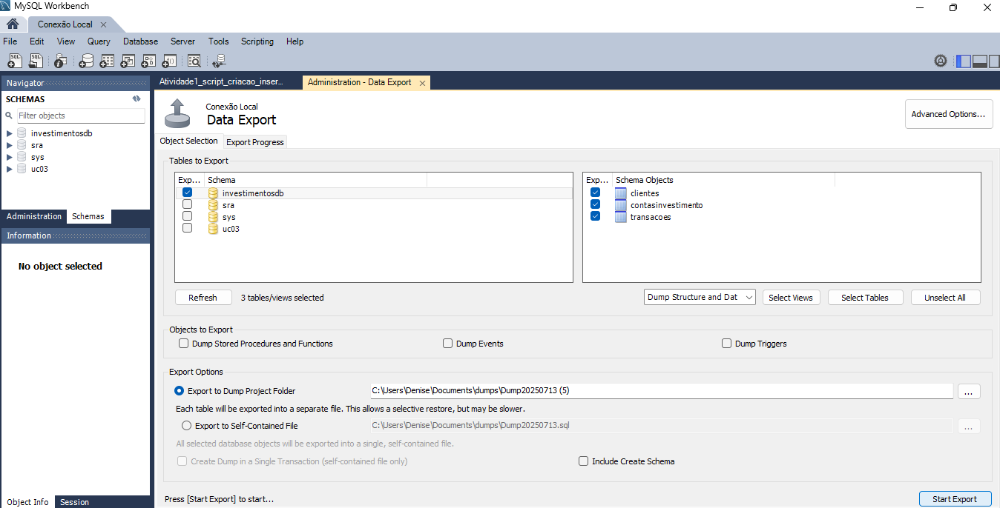 MySQL Workbench
Conexão Local
File Edit View Query Database Server Tools Scripting Help
Navigator
SCHEMAS
Filter objects
investimentosdb
sra
sys
uc03
Administration Schemas
Information
No object selected
Object Info Session
Atividade1_script_criacao_inser... Administration - Data Export
Conexão Local
Data Export
Advanced Options...
Object Selection Export Progress
Tables to Export
Exp... Schema
investimentosdb
sra
sys
uc03
Exp... Schema Objects
clientes
contasinvestimento
transacoes
Refresh 3 tables/views selected Dump Structure and Dat Select Views Select Tables Unselect All
Objects to Export
Dump Stored Procedures and Functions Dump Events Dump Triggers
Export Options
Export to Dump Project Folder C:\Users\Denise\Documents\dumps\Dump20250713 (5) ...
Each table will be exported into a separate file. This allows a selective restore, but may be slower.
Export to Self-Contained File C:\Users\Denise\Documents\dumps\Dump20250713.sql ...
All selected database objects will be exported into a single, self-contained file.
Create Dump in a Single Transaction (self-contained file only) Include Create Schema
Press [Start Export] to start... Start Export